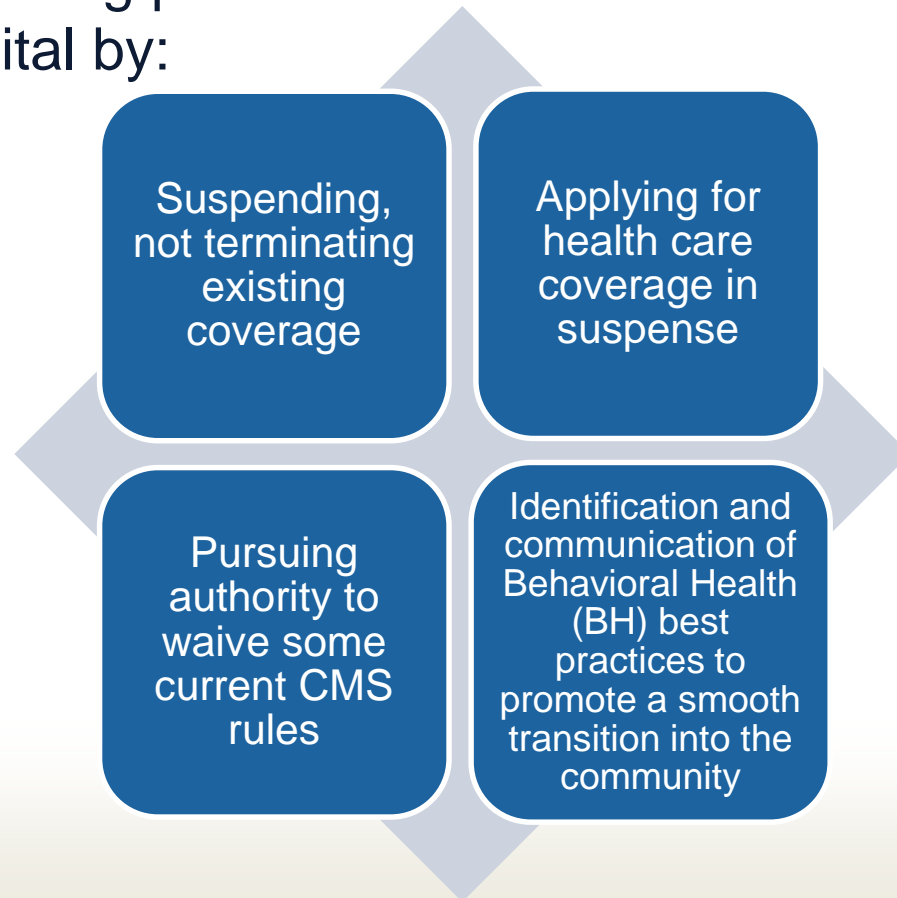 ital by:
Suspending,
not terminating
existing
coverage
Applying for
health care
coverage in
suspense
Pursuing
authority to
waive some
current CMS
rules
Identification and
communication of
Behavioral Health
(BH) best
practices to
promote a smooth
transition into the
community